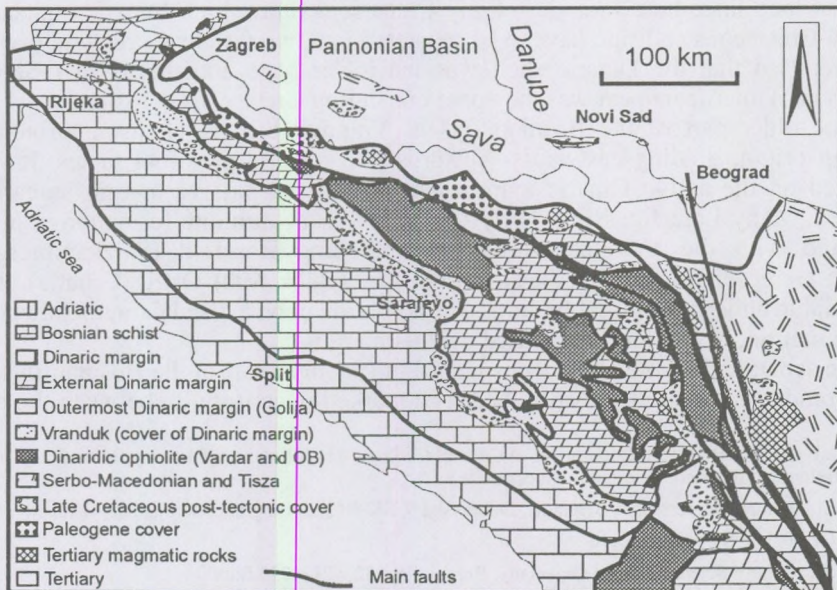 Zagreb
Pannonian Basin
Danube
100 km
Rijeka
Sava
Novi Sad
Beograd
Adriatic sea
Sarajevo
Split
Adriatic
Bosnian schist
Dinaric margin
External Dinaric margin
Outermost Dinaric margin (Golija)
Vranduk (cover of Dinaric margin)
Dinaridic ophiolite (Vardar and OB)
Serbo-Macedonian and Tisza
Late Cretaceous post-tectonic cover
Paleogene cover
Tertiary magmatic rocks
Tertiary
Main faults